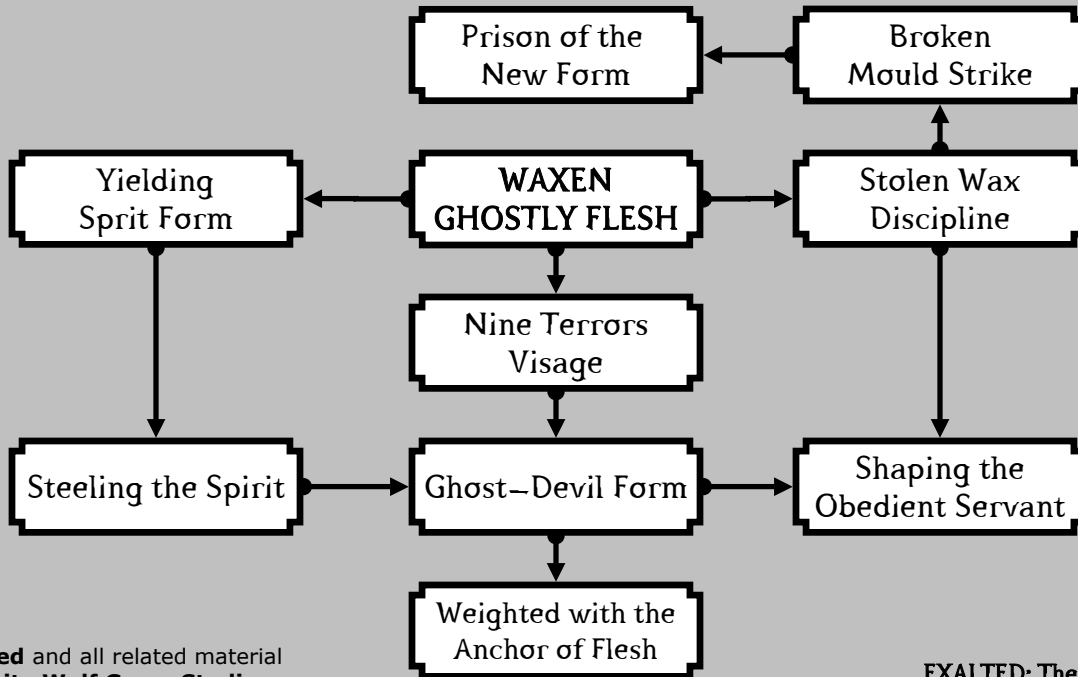 Prison of the
New Form
Broken
Mould Strike
Yielding
Sprit Form
WAXEN
GHOSTLY FLESH
Stolen Wax
Discipline
Nine Terrors
Visage
Steeling the Spirit
Ghost-Devil Form
Shaping the
Obedient Servant
Weighted with the
Anchor of Flesh
ed and all related material
EXALTED: The